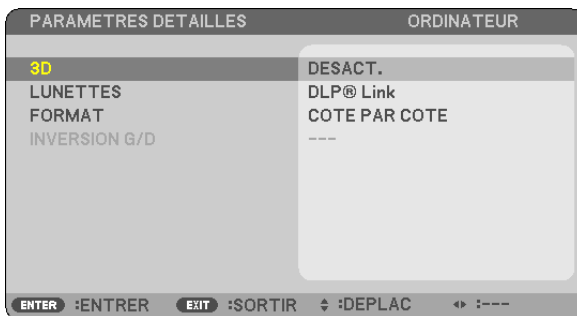 PARAMETRES DETAILLES ORDINATEUR
3D DESACT.
LUNETTES DLP® Link
FORMAT COTE PAR COTE
INVERSION G/D ---
ENTER :ENTRER EXIT :SORTIR :DEPLAC :---